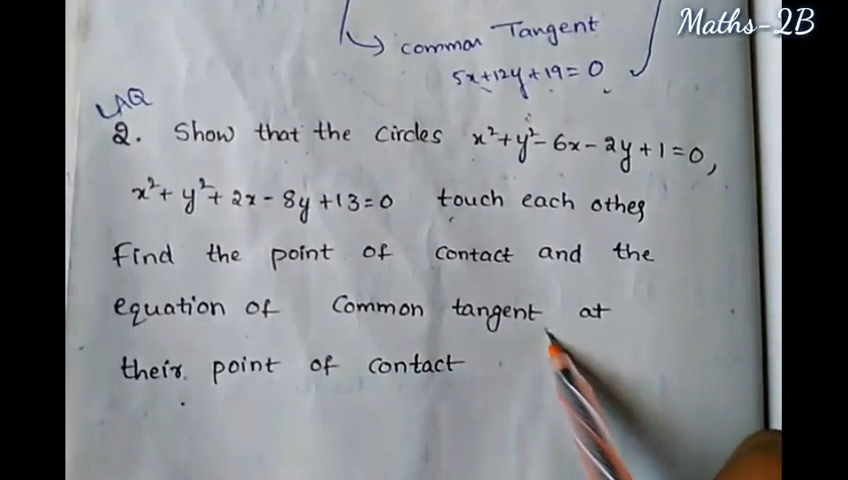 Maths-2B
common Tangent
5x+12y+19=0
LAQ
2. Show that the circles x²+y²-6x-2y+1=0,
x²+y²+2x-8y+13=0 touch each other
Find the point of contact and the
equation of common tangent at
their point of contact